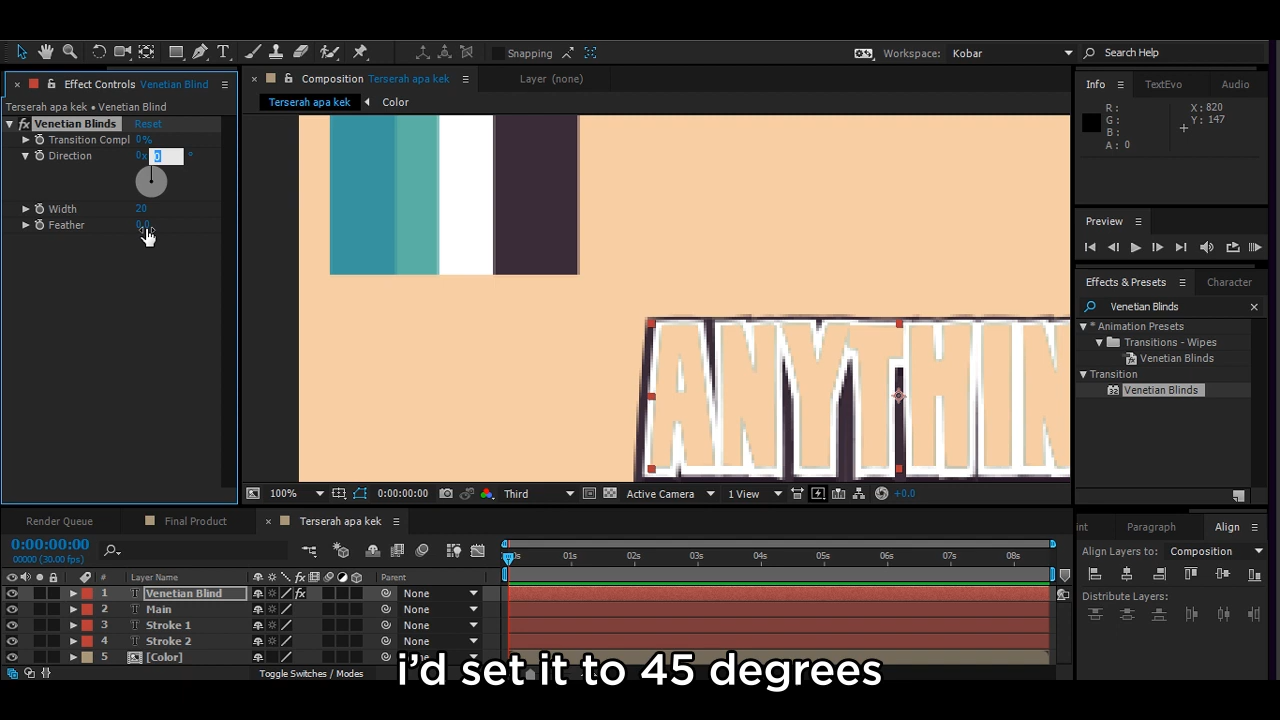 Snapping
Workspace: Kobar
Search Help
Effect Controls Venetian Blind
Terserah apa kek • Venetian Blind
Venetian Blinds Reset
Transition Compl 0%
Direction 0x 0 °
Width 20
Feather 0,0
Composition Terserah apa kek
Layer (none)
Terserah apa kek Color
ANYTHIN
100% 0:00:00:00 Third Active Camera 1 View +0.0
Info TextEvo Audio
R: X: 820
G: Y: 147
B:
A: 0
Preview
Effects & Presets Character
Venetian Blinds
* Animation Presets
Transitions - Wipes
Venetian Blinds
Transition
Venetian Blinds
Render Queue Final Product Terserah apa kek
0:00:00:00
00000 (30.00 fps)
01s 02s 03s 04s 05s 06s 07s 08s
# Layer Name Parent
1 T Venetian Blind None
2 T Main None
3 T Stroke 1 None
4 T Stroke 2 None
5 [Color] None
Toggle Switches / Modes
int Paragraph Align
Align Layers to: Composition
Distribute Layers:
i'd set it to 45 degrees